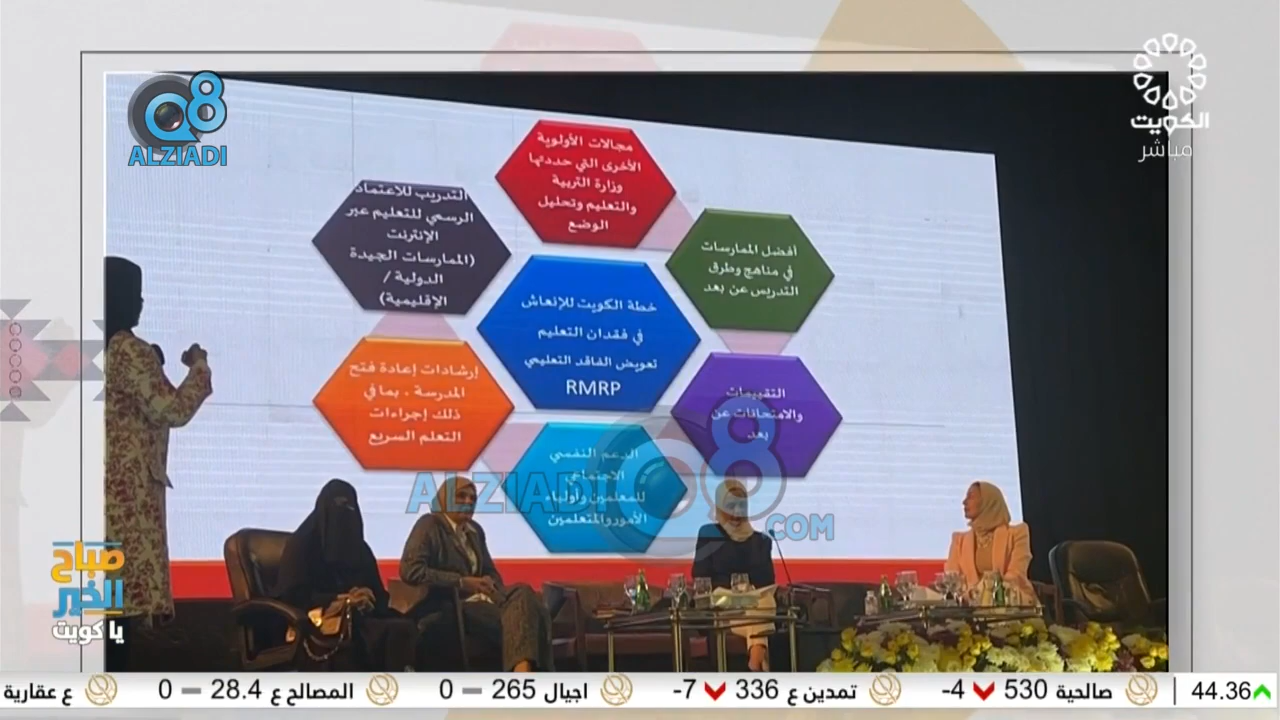 الكويت
مباشر
Q8
ALZIADI
مجالات الأولوية
الأخرى التي حددتها
وزارة التربية
والتعليم وتحليل
الوضع
أفضل الممارسات
في مناهج وطرق
التدريس عن بعد
التدريب للاعتماد
الرسمي للتعليم عبر
الإنترنت
(الممارسات الجيدة
الدولية /
الإقليمية)
خطة الكويت للإنعاش
في فقدان التعليم
تعويض الفاقد التعليمي
RMRP
التقييمات
والامتحانات عن
بعد
إرشادات إعادة فتح
المدرسة ، بما في
ذلك إجراءات
التعلم السريع
الدعم النفسي
الاجتماعي
للمعلمين وأولياء
الأمور والمتعلمين
ALZIADI Q8
.COM
صباح
الخير
يا كويت
44.36 صالحية 530 -4 تمدين ع 336 -7 اجيال 265 0 المصالح ع 28.4 0 ع عقارية